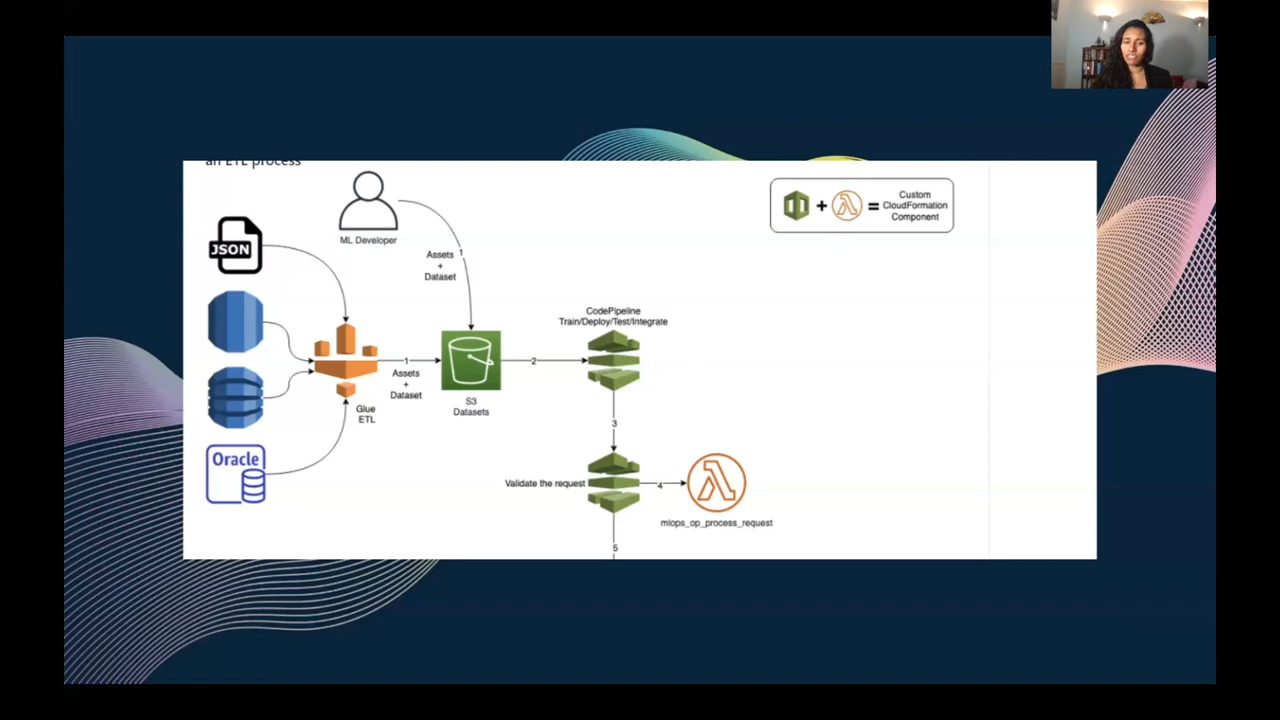 an ETL process
JSON
ML Developer
Assets
+
Dataset
1
+
=
Custom
CloudFormation
Component
CodePipeline
Train/Deploy/Test/Integrate
1
Assets
+
Dataset
2
S3
Datasets
Glue
ETL
3
Oracle
Validate the request
4
mlops_op_process_request
5